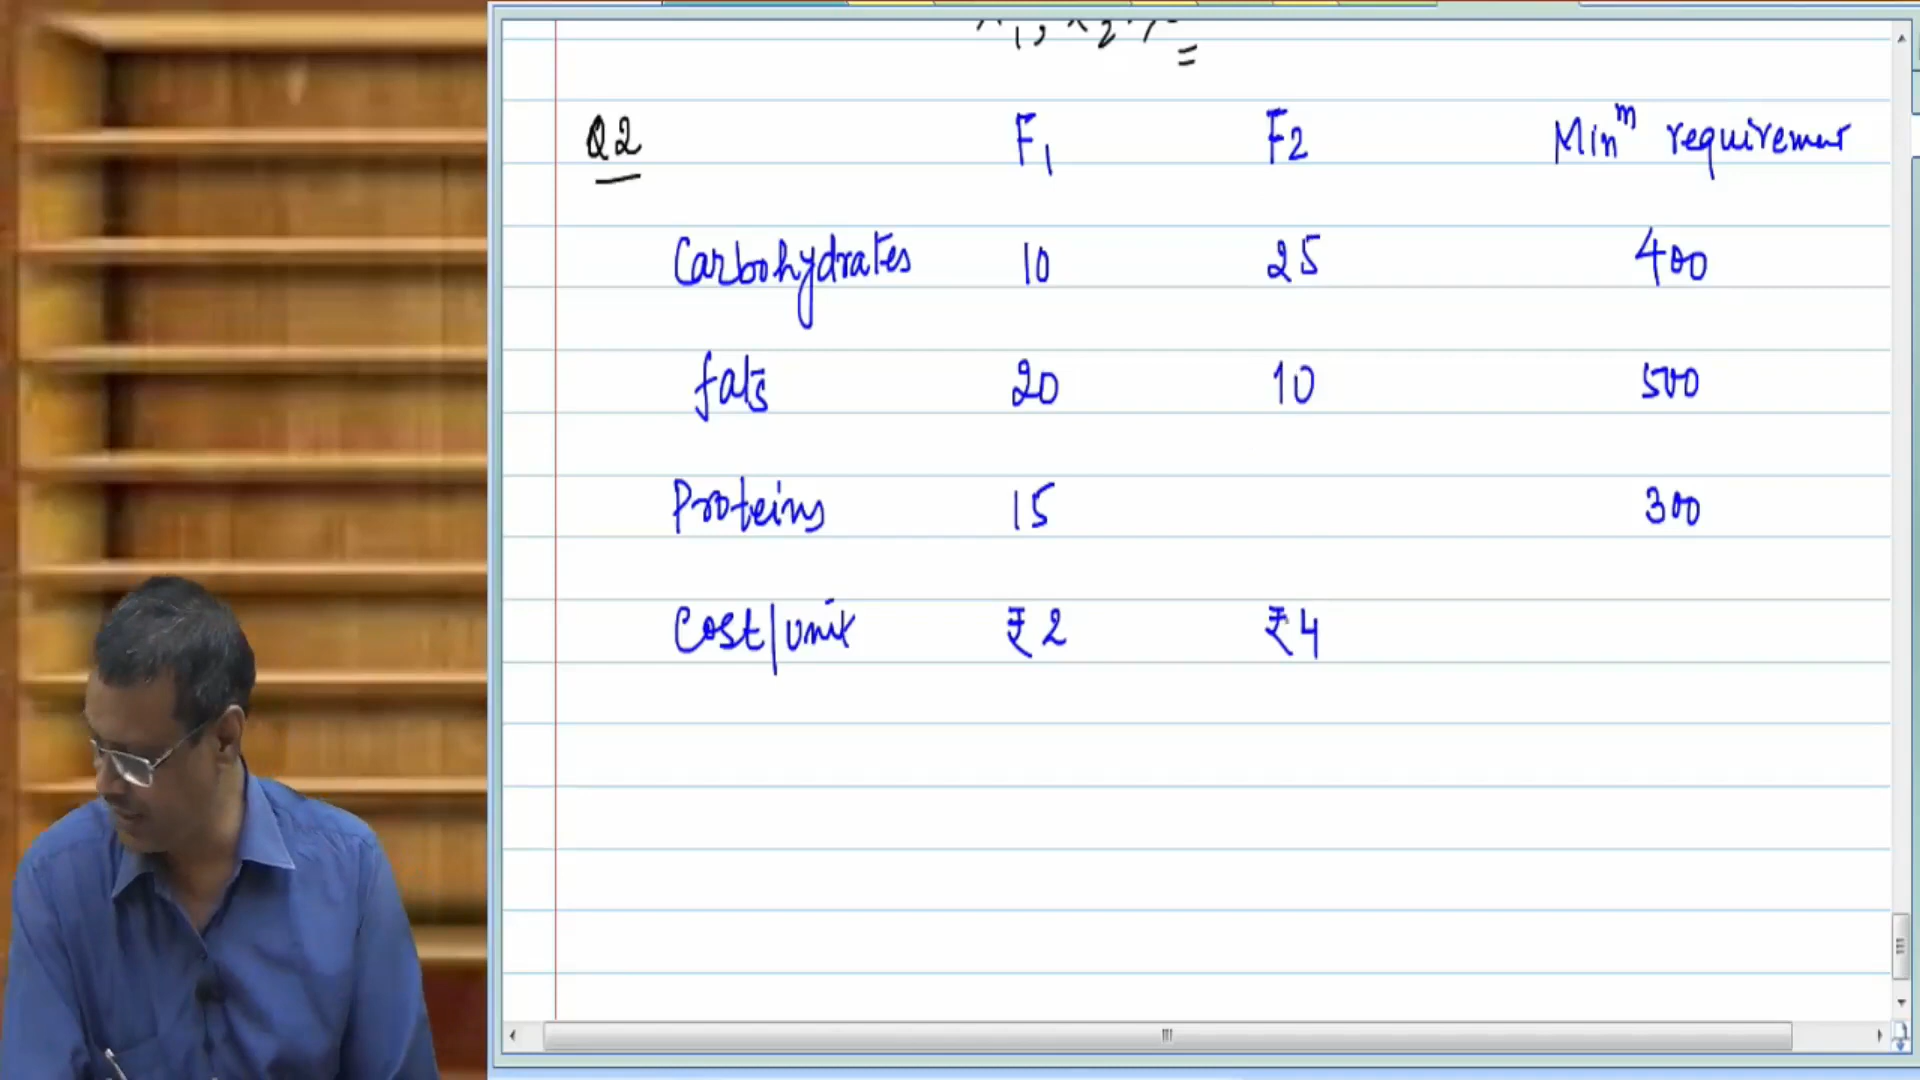 Q2 F1 F2 Minm requiremen
Carbohydrates 10 25 400
fats 20 10 500
Proteins 15 300
Cost/unit ₹2 ₹4